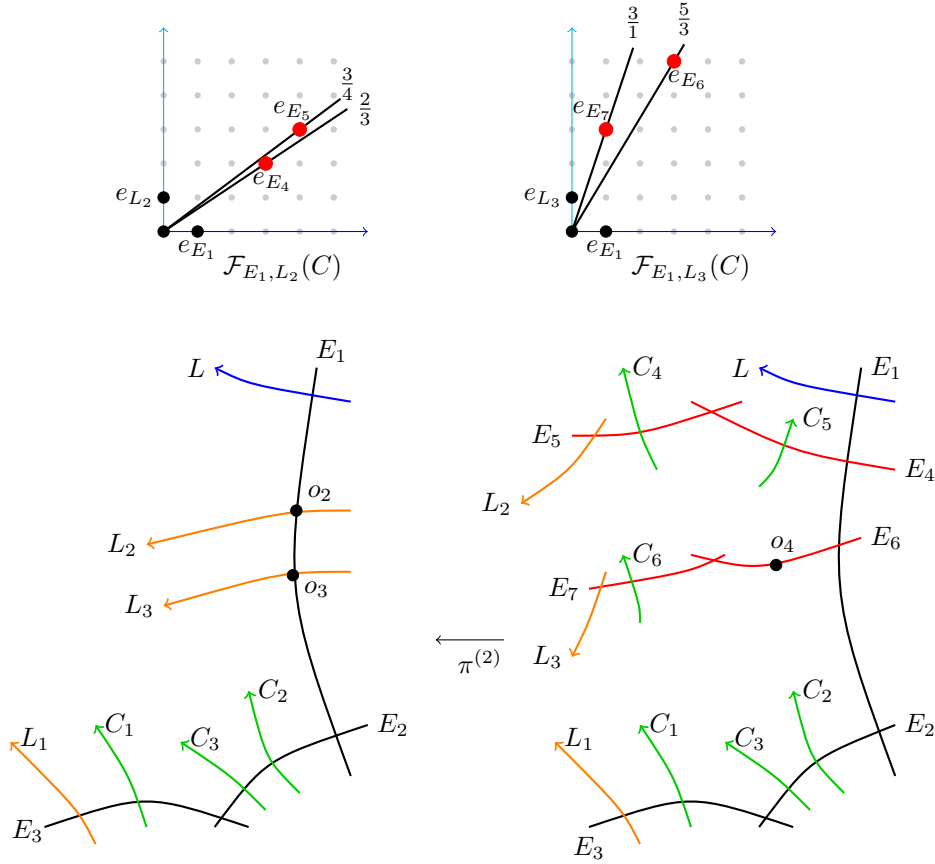 3/4
2/3
e_{E_5}
e_{E_4}
e_{L_2}
e_{E_1}
\mathcal{F}_{E_1,L_2}(C)
3/1
5/3
e_{E_7}
e_{E_6}
e_{L_3}
e_{E_1}
\mathcal{F}_{E_1,L_3}(C)
L
E_1
o_2
L_2
o_3
L_3
C_2
E_2
L_1
C_1
C_3
E_3
π^{(2)}
C_4
L
E_1
E_5
C_5
E_4
L_2
o_4
E_6
C_6
E_7
L_3
C_2
E_2
L_1
C_1
C_3
E_3